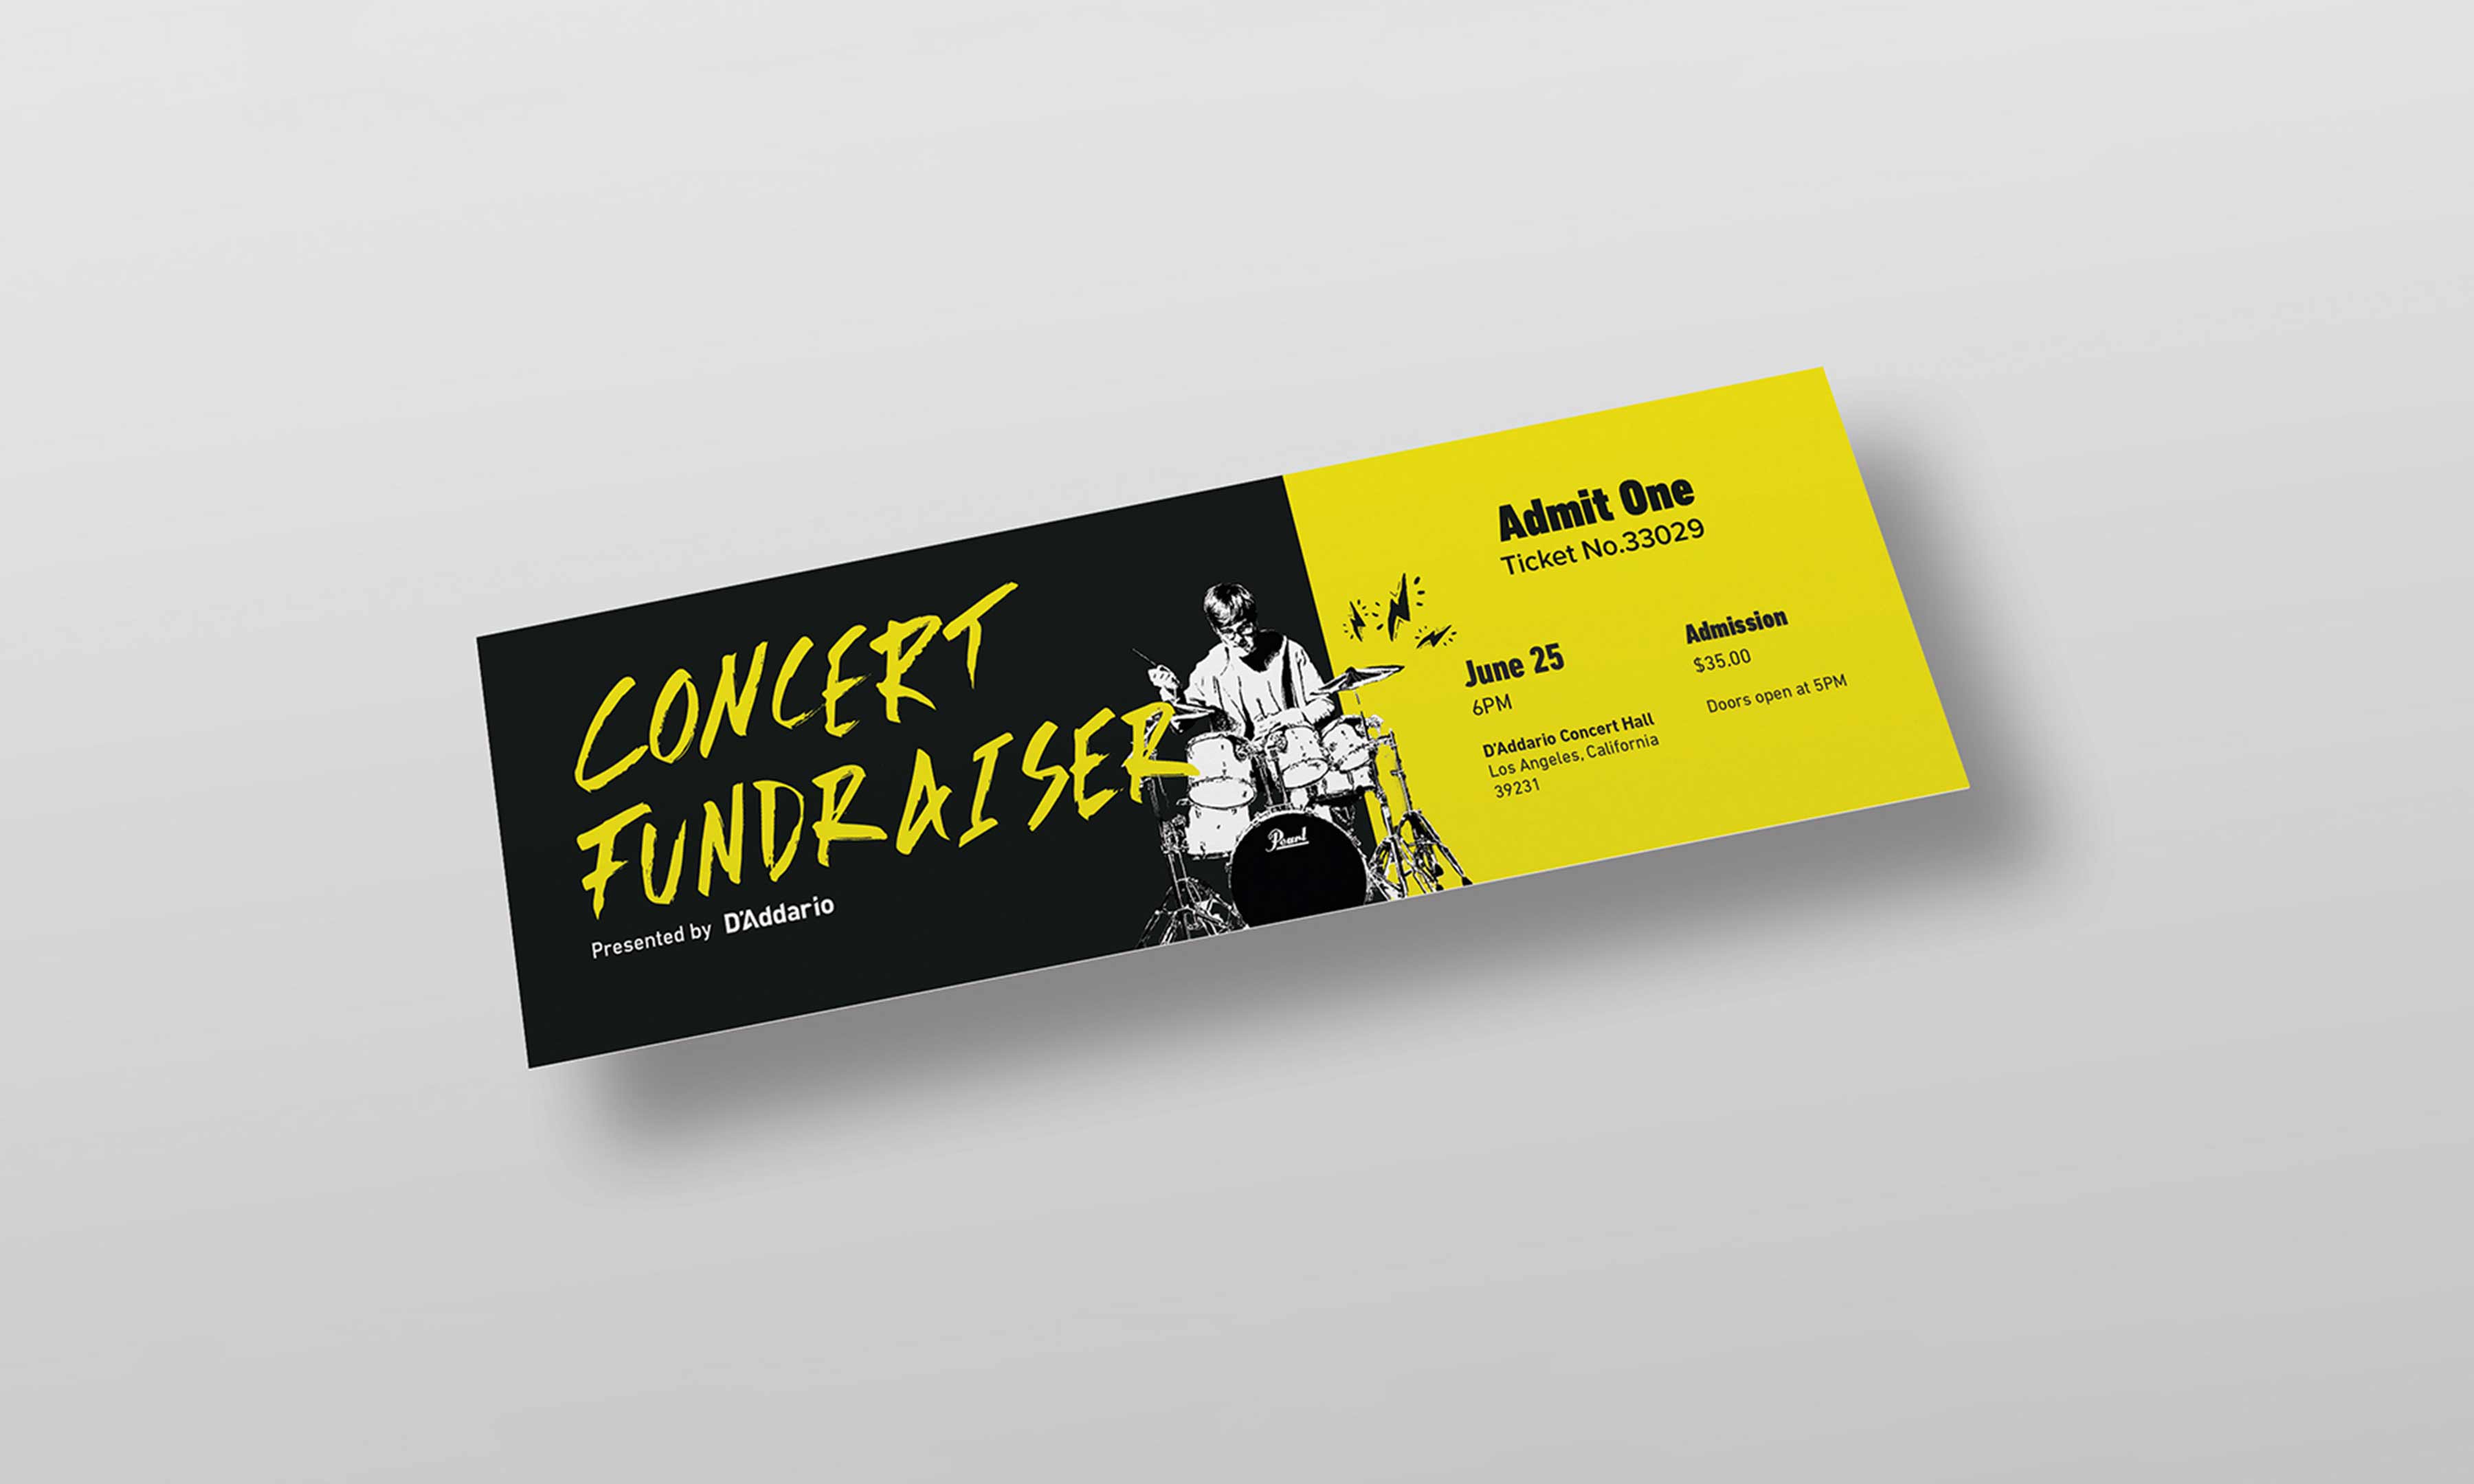 CONCERT
FUNDRAISER
Presented by D'Addario
Pearl
Admit One
Ticket No.33029
June 25
6PM
D'Addario Concert Hall
Los Angeles, California
39231
Admission
$35.00
Doors open at 5PM